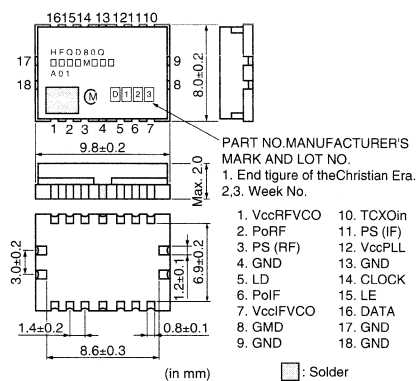 16 15 14 13 12 11 10
HFQD80Q
□□□□M□□□
A01
M
D 1 2 3
17
18
9
8
1 2 3 4 5 6 7
9.8±0.2
8.0±0.2
PART NO.MANUFACTURER'S
MARK AND LOT NO.
1. End tigure of theChristian Era.
2,3. Week No.
Max. 2.0
3.0±0.2
1.2±0.1
6.9±0.2
1.4±0.2
0.8±0.1
8.6±0.3
(in mm)
1. VccRFVCO
2. PoRF
3. PS (RF)
4. GND
5. LD
6. PoIF
7. VccIFVCO
8. GMD
9. GND
10. TCXOin
11. PS (IF)
12. VccPLL
13. GND
14. CLOCK
15. LE
16. DATA
17. GND
18. GND
: Solder